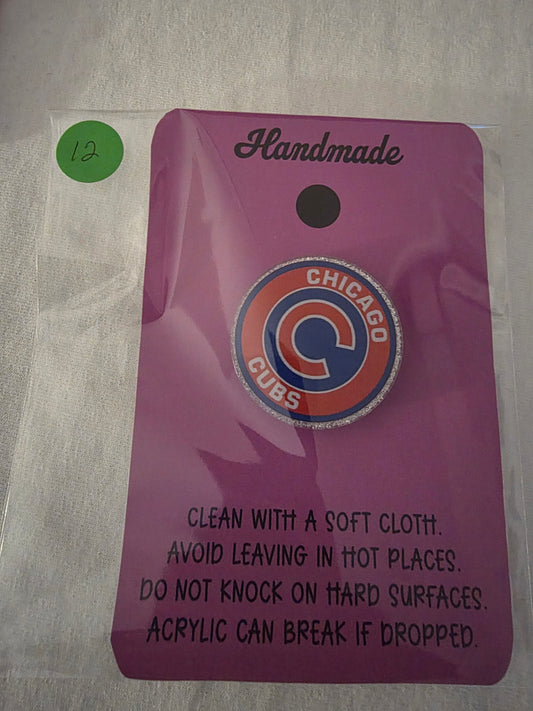 12
Handmade
CHICAGO
CUBS
CLEAN WITH A SOFT CLOTH.
AVOID LEAVING IN HOT PLACES.
DO NOT KNOCK ON HARD SURFACES.
ACRYLIC CAN BREAK IF DROPPED.